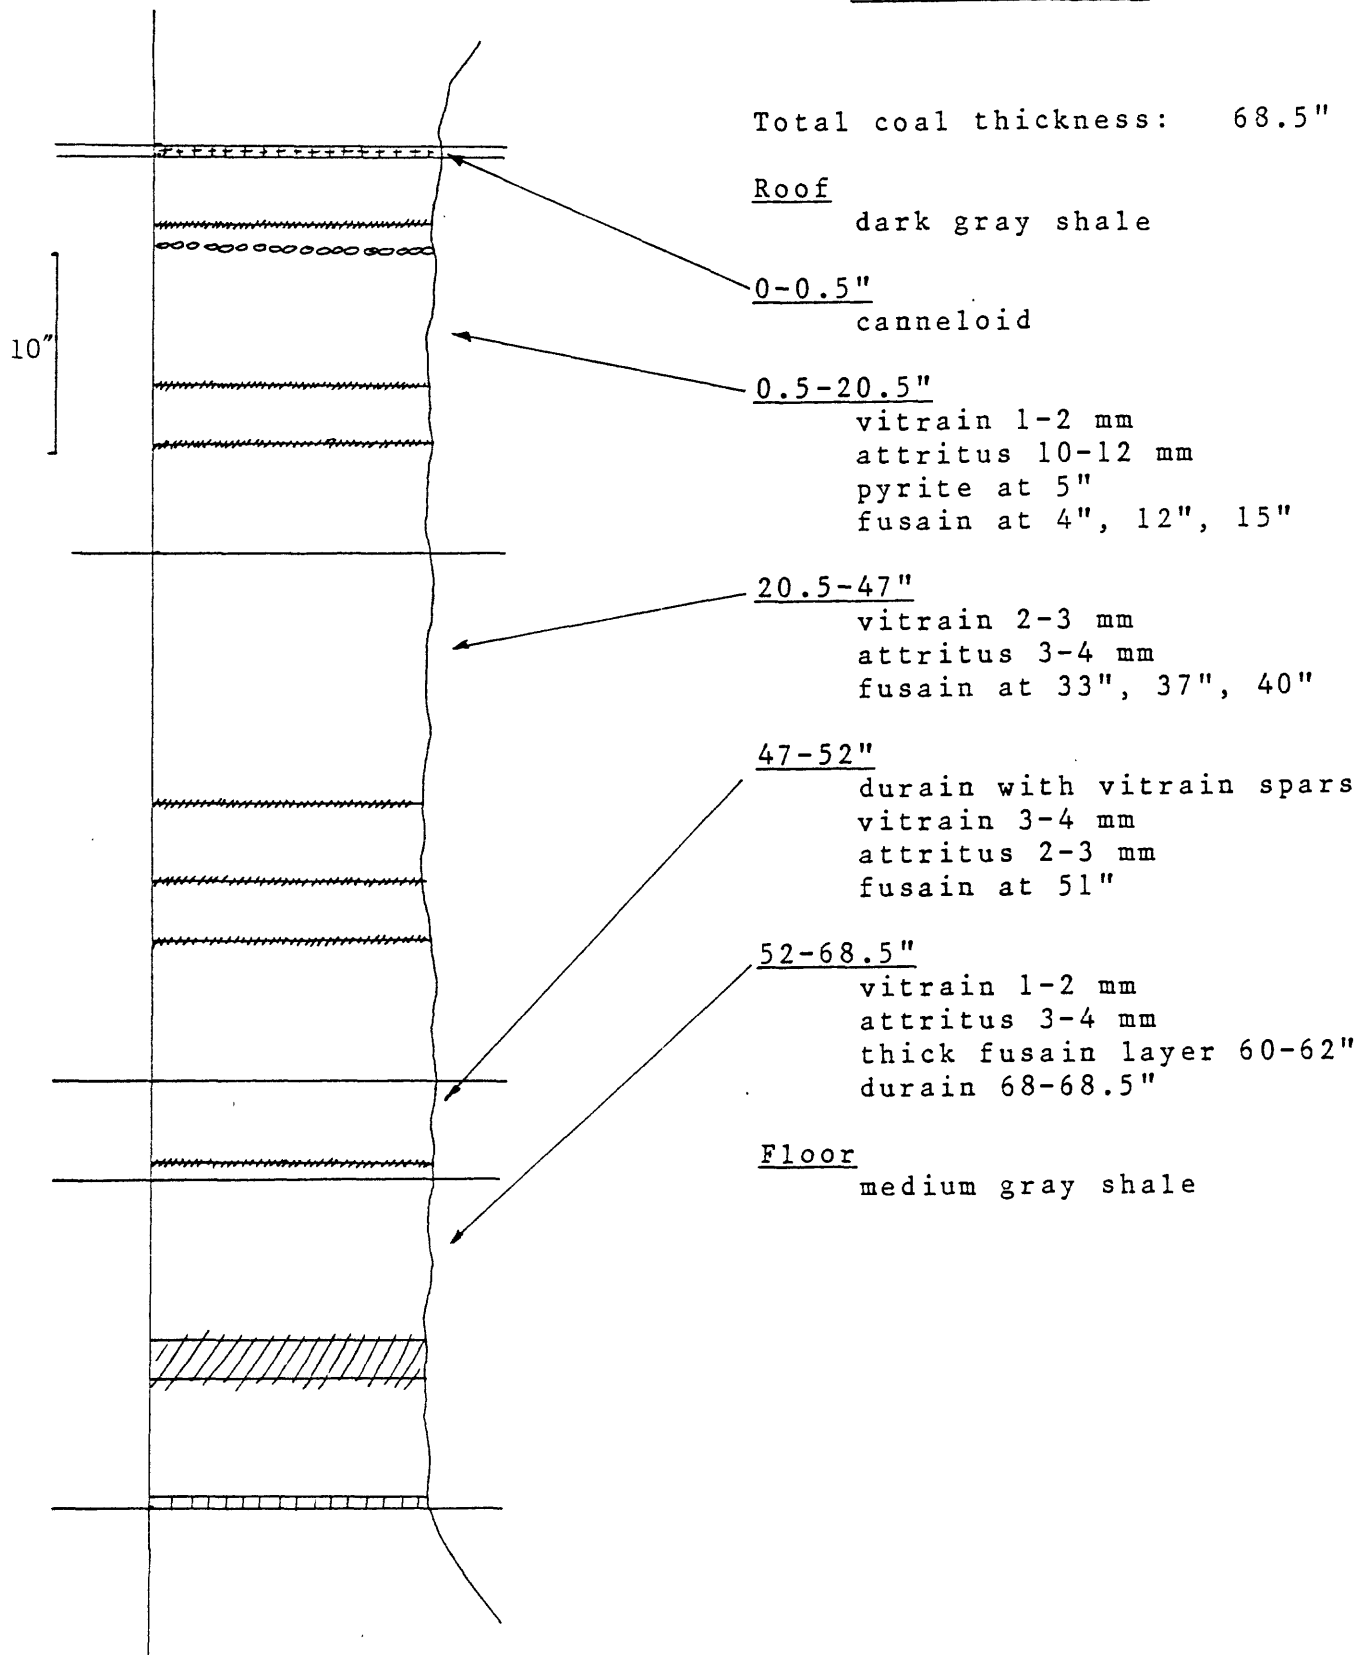 Total coal thickness: 68.5"
Roof
dark gray shale
0-0.5"
canneloid
10"
0.5-20.5"
vitrain 1-2 mm
attritus 10-12 mm
pyrite at 5"
fusain at 4", 12", 15"
20.5-47"
vitrain 2-3 mm
attritus 3-4 mm
fusain at 33", 37", 40"
47-52"
durain with vitrain spars
vitrain 3-4 mm
attritus 2-3 mm
fusain at 51"
52-68.5"
vitrain 1-2 mm
attritus 3-4 mm
thick fusain layer 60-62"
durain 68-68.5"
Floor
medium gray shale